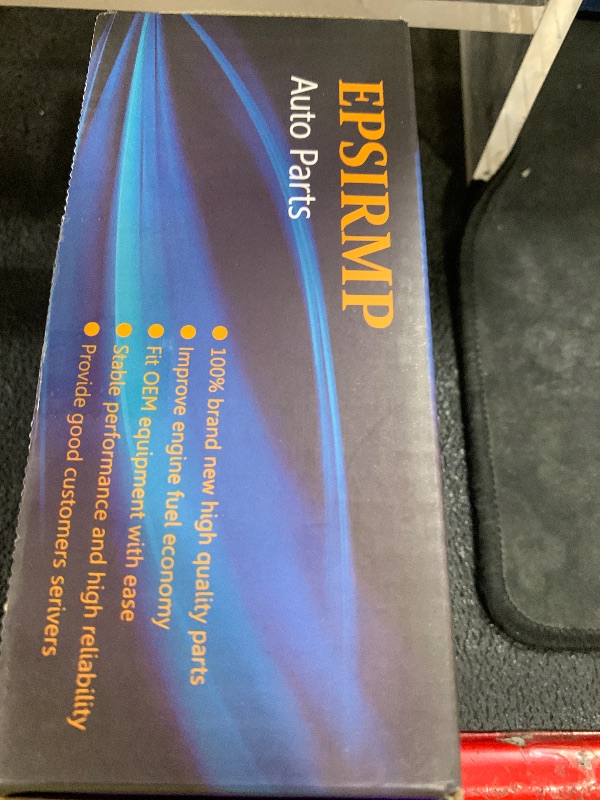 EPSIRMP
Auto Parts
100% brand new high quality parts
Improve engine fuel economy
Fit OEM equipment with ease
Stable performance and high reliability
Provide good customers serivers